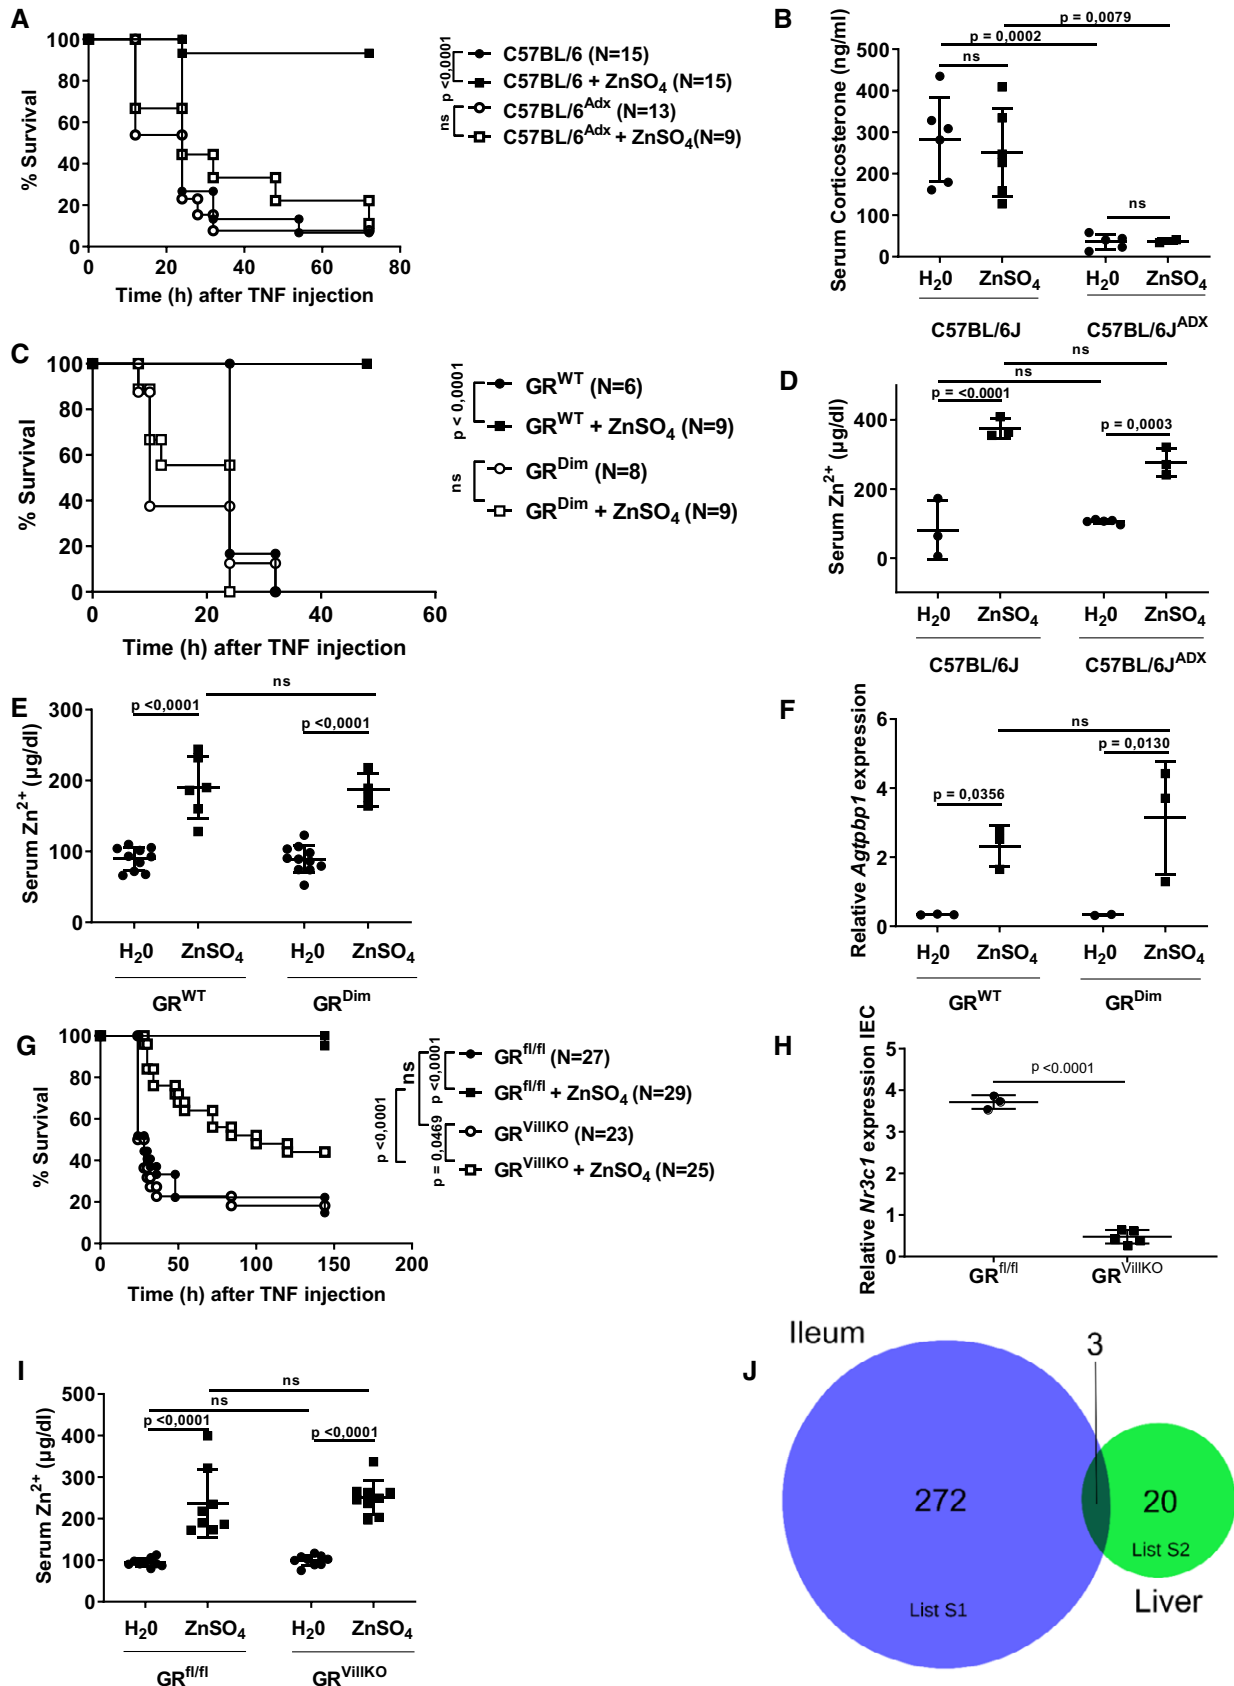 A
% Survival
100
80
60
40
20
0
0 20 40 60 80
Time (h) after TNF injection
p <0,0001
ns
C57BL/6 (N=15)
C57BL/6 + ZnSO4 (N=15)
C57BL/6Adx (N=13)
C57BL/6Adx + ZnSO4(N=9)
B
Serum Corticosterone (ng/ml)
500
400
300
200
100
0
p = 0,0079
p = 0,0002
ns
ns
H20 ZnSO4 H20 ZnSO4
C57BL/6J C57BL/6JADX
C
% Survival
100
80
60
40
20
0
0 20 40 60
Time (h) after TNF injection
p < 0,0001
ns
GRWT (N=6)
GRWT + ZnSO4 (N=9)
GRDim (N=8)
GRDim + ZnSO4 (N=9)
D
Serum Zn2+ (µg/dl)
400
200
0
ns
ns
p = <0.0001
p = 0,0003
H20 ZnSO4 H20 ZnSO4
C57BL/6J C57BL/6JADX
E
Serum Zn2+ (µg/dl)
300
200
100
0
ns
p <0,0001
p <0,0001
H20 ZnSO4 H20 ZnSO4
GRWT GRDim
F
Relative Agtpbp1 expression
6
4
2
0
ns
p = 0,0130
p = 0,0356
H20 ZnSO4 H20 ZnSO4
GRWT GRDim
G
% Survival
100
80
60
40
20
0
0 50 100 150 200
Time (h) after TNF injection
p <0,0001
ns
p <0,0001
p = 0,0469
GRfl/fl (N=27)
GRfl/fl + ZnSO4 (N=29)
GRVillKO (N=23)
GRVillKO + ZnSO4 (N=25)
H
Relative Nr3c1 expression IEC
5
4
3
2
1
0
p <0.0001
GRfl/fl GRVillKO
I
Serum Zn2+ (µg/dl)
500
400
300
200
100
0
ns
ns
p <0,0001
p <0,0001
H20 ZnSO4 H20 ZnSO4
GRfl/fl GRVillKO
J
Ileum
3
272
20
List S1
List S2
Liver